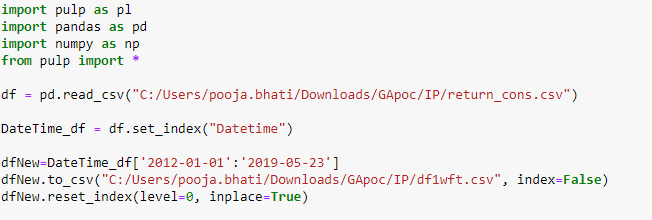 import pulp as pl
import pandas as pd
import numpy as np
from pulp import *
df = pd.read_csv("C:/Users/pooja.bhati/Downloads/GApoc/IP/return_cons.csv")
DateTime_df = df.set_index("Datetime")
dfNew=DateTime_df['2012-01-01':'2019-05-23']
dfNew.to_csv("C:/Users/pooja.bhati/Downloads/GApoc/IP/df1wft.csv", index=False)
dfNew.reset_index(level=0, inplace=True)